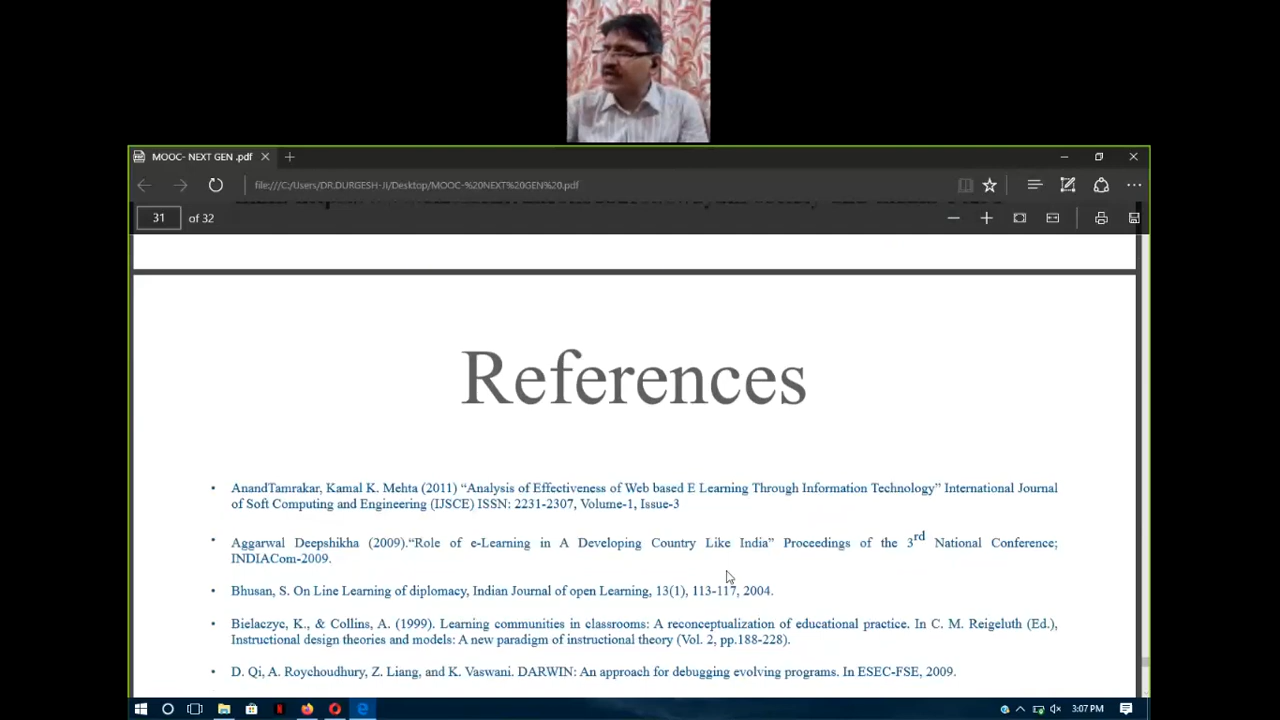 MOOC- NEXT GEN .pdf
file:///C:/Users/DR.DURGESH-JI/Desktop/MOOC-%20NEXT%20GEN%20.pdf
31 of 32
References
• AnandTamrakar, Kamal K. Mehta (2011) “Analysis of Effectiveness of Web based E Learning Through Information Technology” International Journal
of Soft Computing and Engineering (IJSCE) ISSN: 2231-2307, Volume-1, Issue-3
• Aggarwal Deepshikha (2009).“Role of e-Learning in A Developing Country Like India” Proceedings of the 3rd National Conference;
INDIACom-2009.
• Bhusan, S. On Line Learning of diplomacy, Indian Journal of open Learning, 13(1), 113-117, 2004.
• Bielaczyc, K., & Collins, A. (1999). Learning communities in classrooms: A reconceptualization of educational practice. In C. M. Reigeluth (Ed.),
Instructional design theories and models: A new paradigm of instructional theory (Vol. 2, pp.188-228).
• D. Qi, A. Roychoudhury, Z. Liang, and K. Vaswani. DARWIN: An approach for debugging evolving programs. In ESEC-FSE, 2009.
3:07 PM